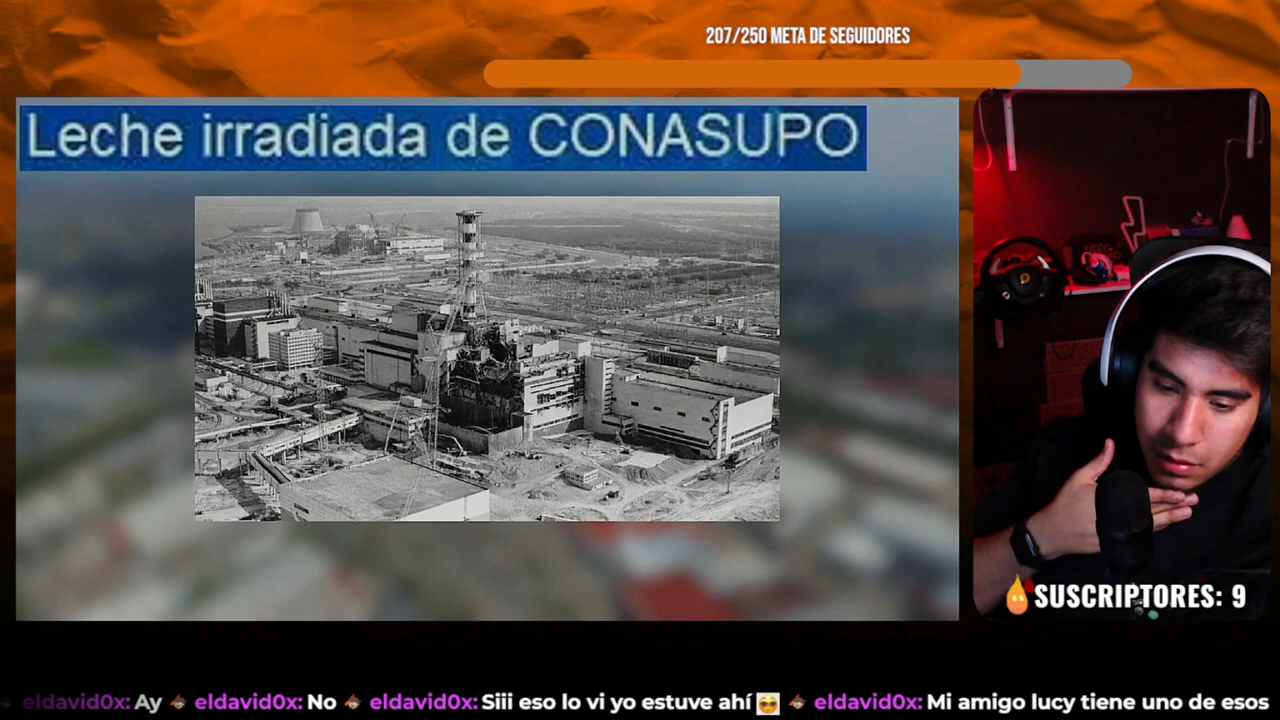 207/250 META DE SEGUIDORES
Leche irradiada de CONASUPO
SUSCRIPTORES: 9
eldavid0x: Ay eldavid0x: No eldavid0x: Siii eso lo vi yo estuve ahí 😎 eldavid0x: Mi amigo lucy tiene uno de esos